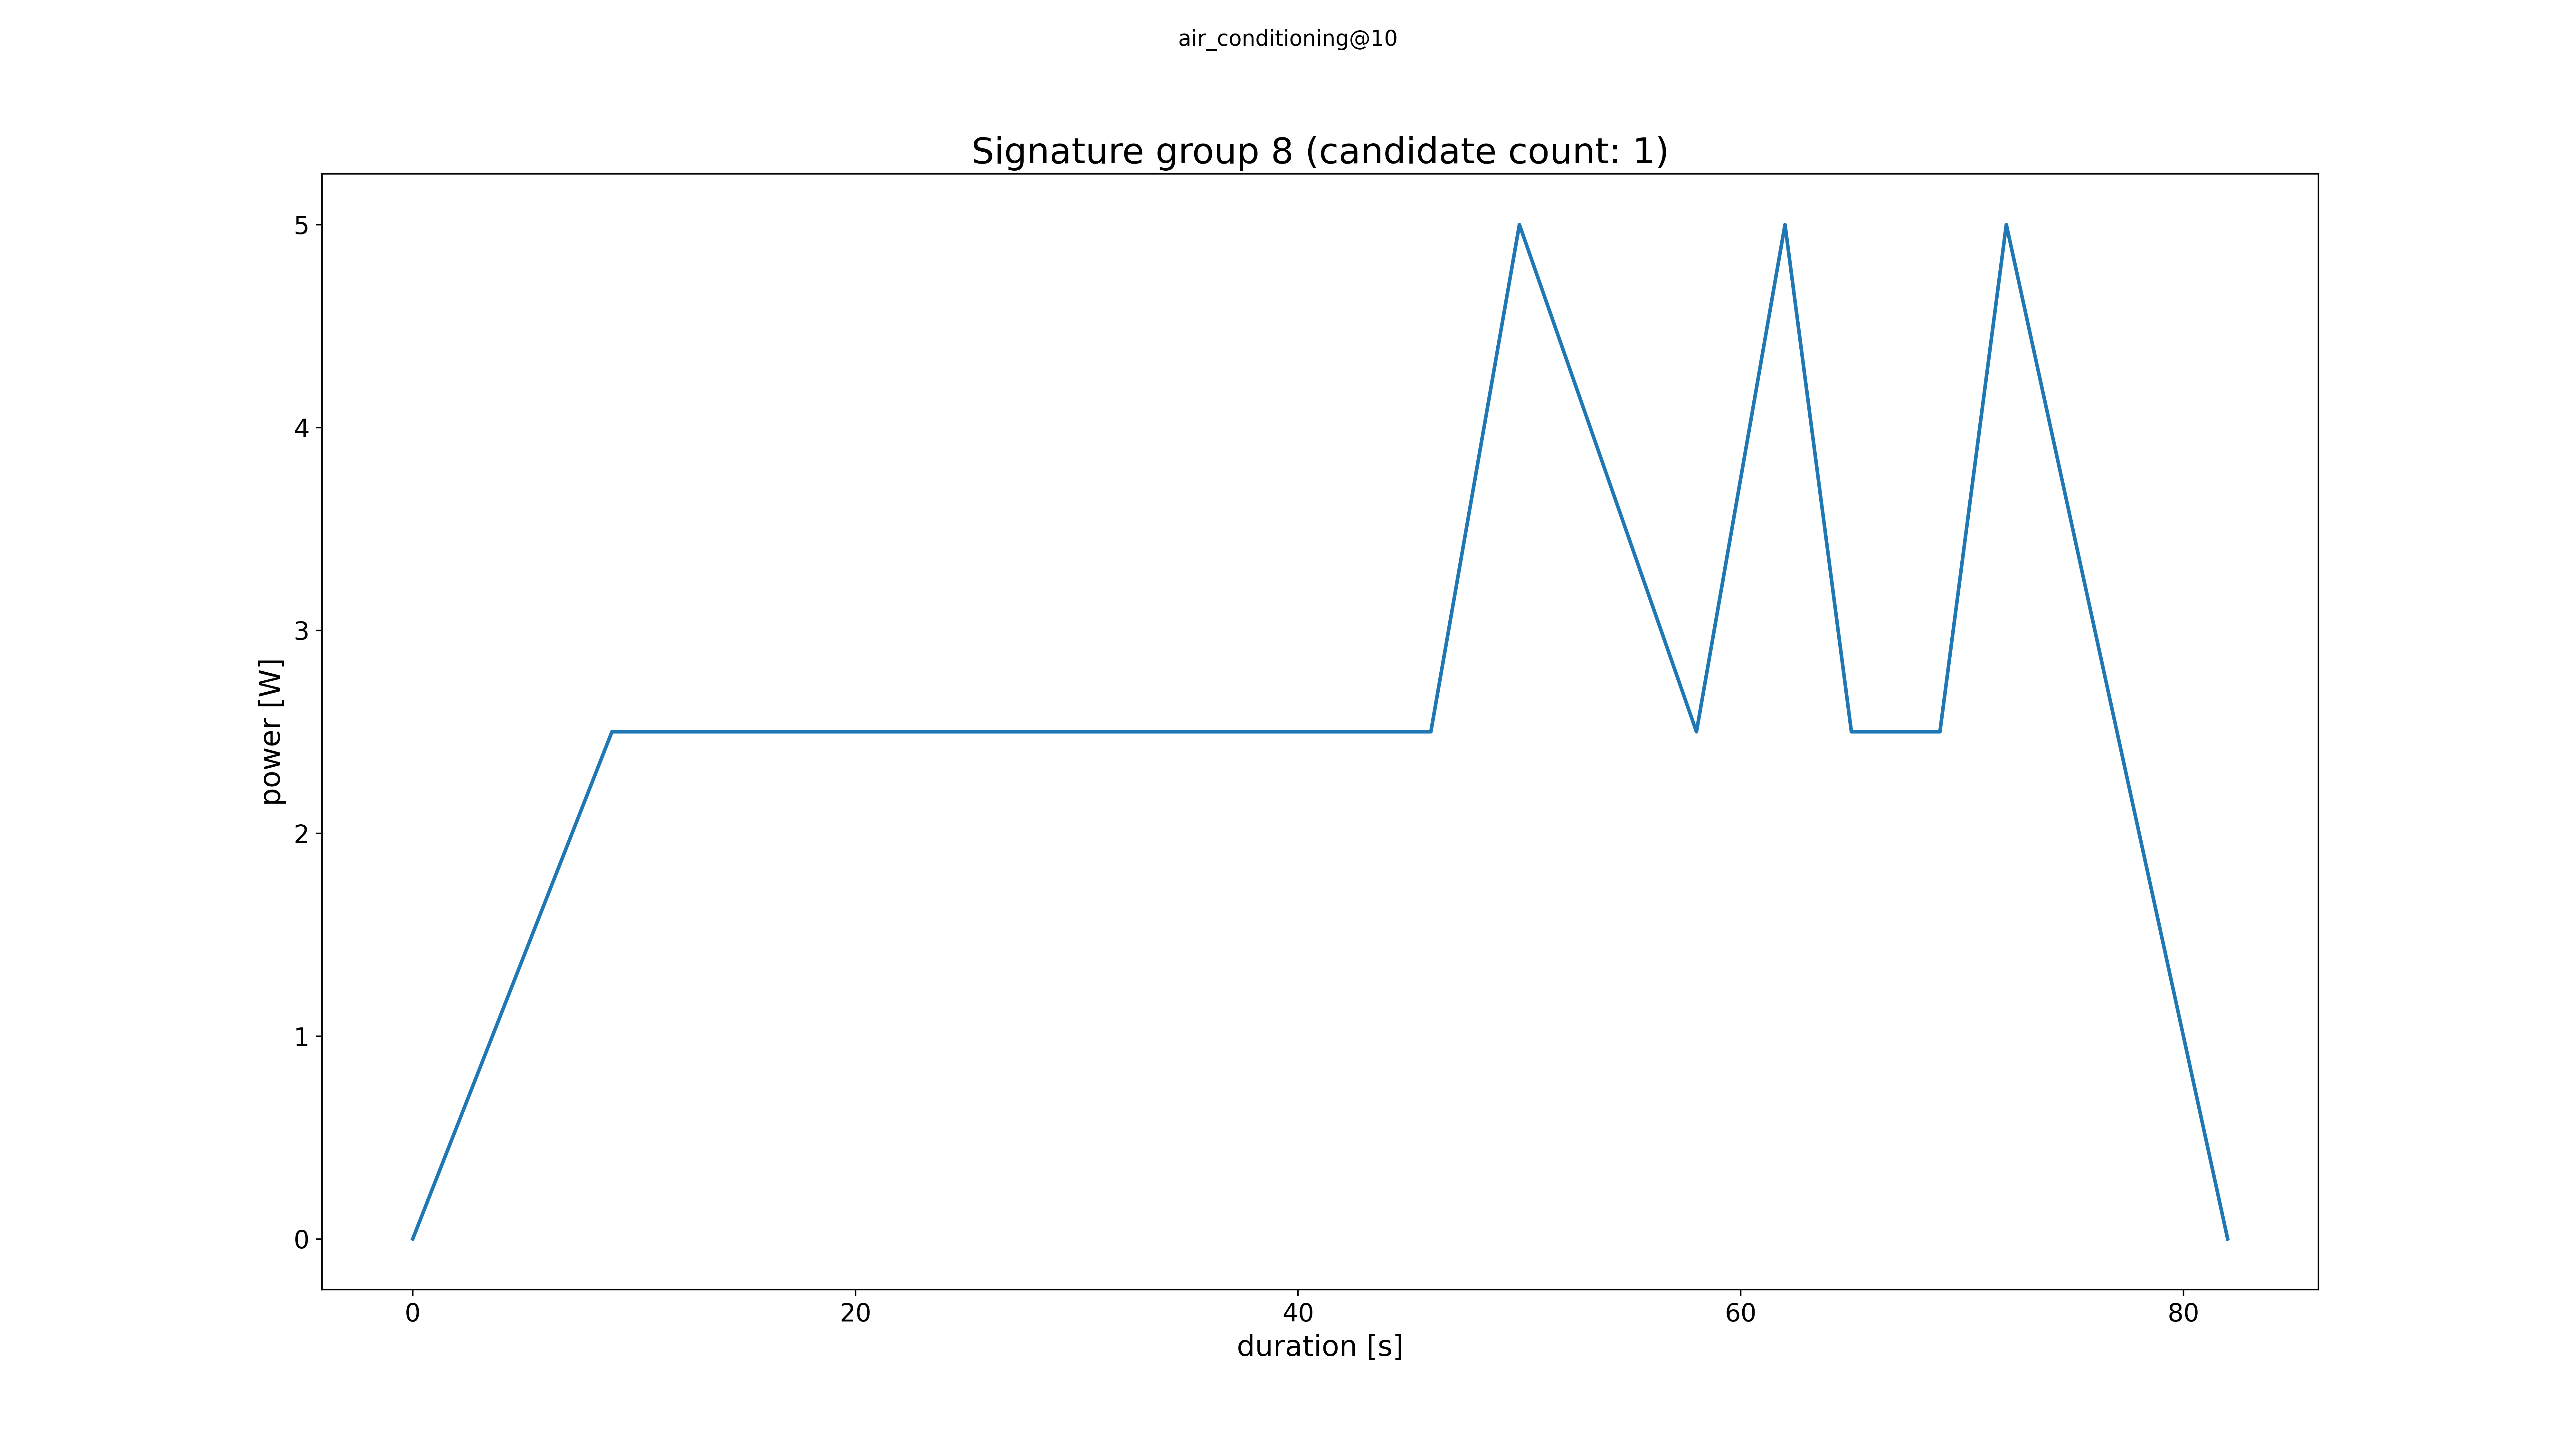 air_conditioning@10
Signature group 8 (candidate count: 1)
5
4
3
2
1
0
power [W]
0 20 40 60 80
duration [s]